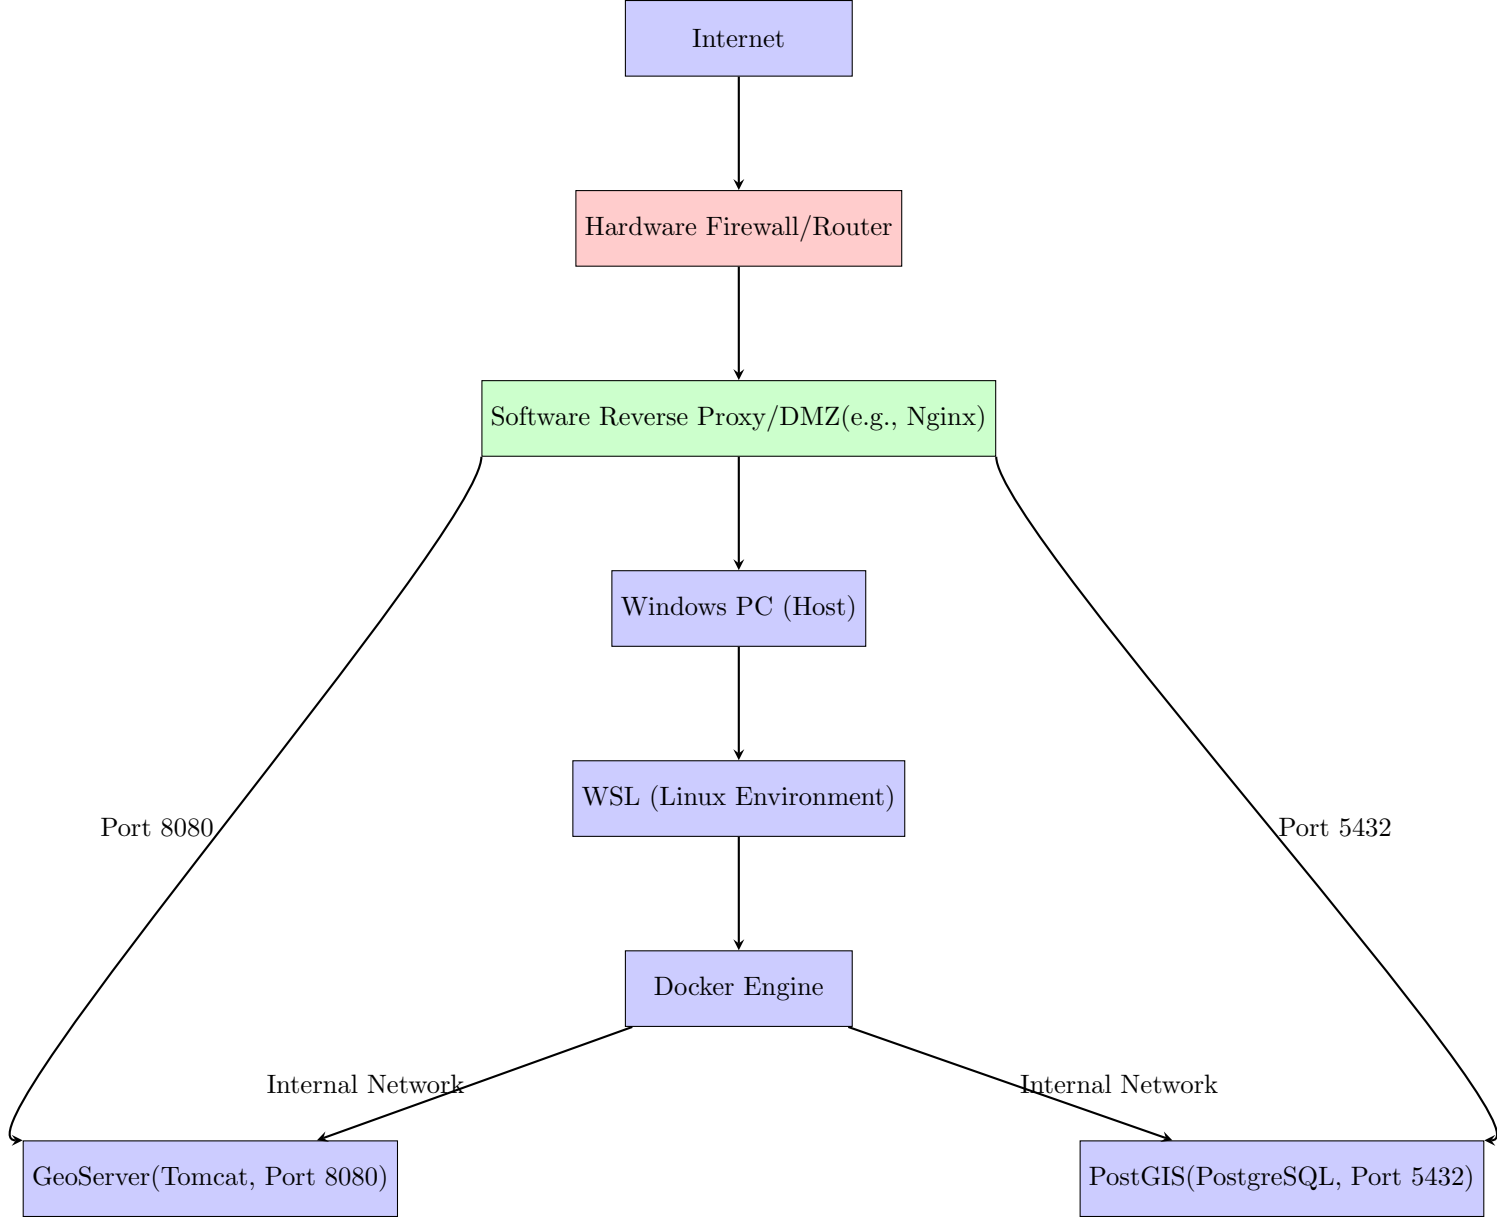 Internet
Hardware Firewall/Router
Software Reverse Proxy/DMZ(e.g., Nginx)
Windows PC (Host)
WSL (Linux Environment)
Port 8080
Port 5432
Docker Engine
Internal Network
Internal Network
GeoServer(Tomcat, Port 8080)
PostGIS(PostgreSQL, Port 5432)